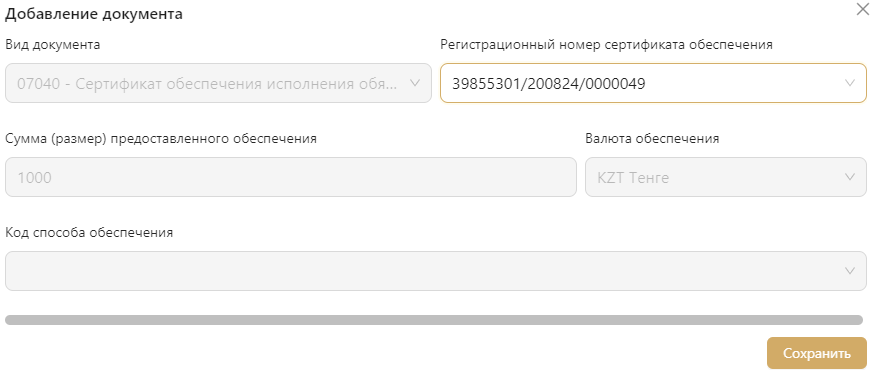 Добавление документа
Вид документа
Регистрационный номер сертификата обеспечения
07040 - Сертификат обеспечения исполнения обя...
39855301/200824/0000049
Сумма (размер) предоставленного обеспечения
Валюта обеспечения
1000
KZT Тенге
Код способа обеспечения
Сохранить